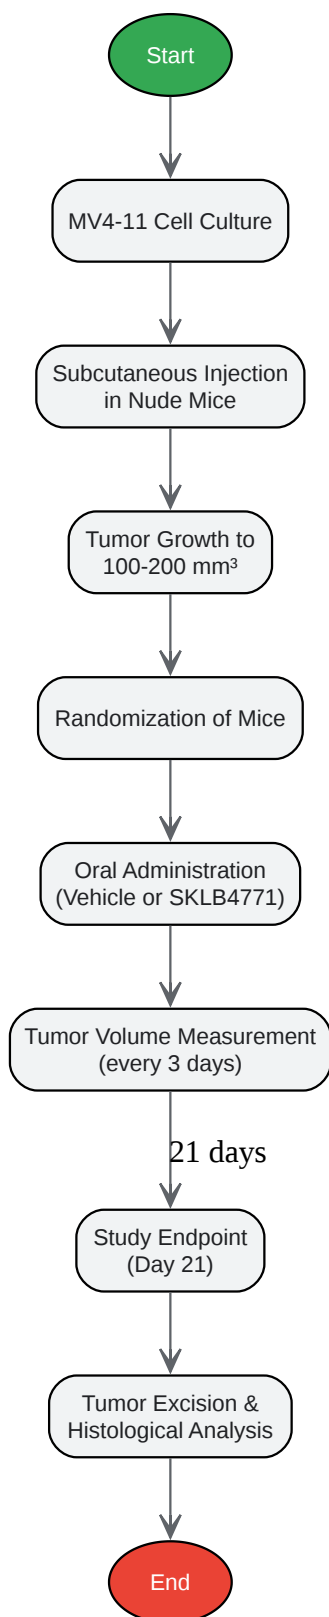 Start
MV4-11 Cell Culture
Subcutaneous Injection
in Nude Mice
Tumor Growth to
100-200 mm³
Randomization of Mice
Oral Administration
(Vehicle or SKLB4771)
Tumor Volume Measurement
(every 3 days)
21 days
Study Endpoint
(Day 21)
Tumor Excision &
Histological Analysis
End